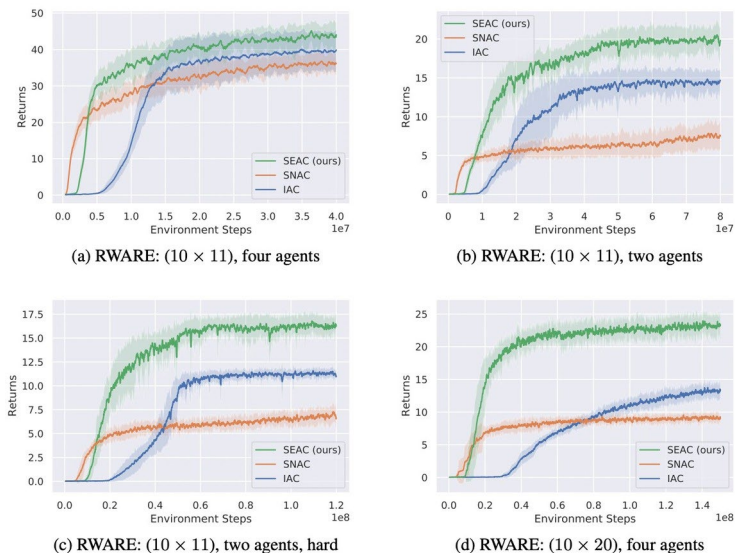 50
40
30
20
10
0
Returns
SEAC (ours)
SNAC
IAC
0.0 0.5 1.0 1.5 2.0 2.5 3.0 3.5 4.0
1e7
Environment Steps
(a) RWARE: (10 × 11), four agents
20
15
10
5
0
Returns
SEAC (ours)
SNAC
IAC
0 1 2 3 4 5 6 7 8
1e7
Environment Steps
(b) RWARE: (10 × 11), two agents
17.5
15.0
12.5
10.0
7.5
5.0
2.5
0.0
Returns
SEAC (ours)
SNAC
IAC
0.0 0.2 0.4 0.6 0.8 1.0 1.2
1e8
Environment Steps
(c) RWARE: (10 × 11), two agents, hard
25
20
15
10
5
0
Returns
SEAC (ours)
SNAC
IAC
0.0 0.2 0.4 0.6 0.8 1.0 1.2 1.4
1e8
Environment Steps
(d) RWARE: (10 × 20), four agents